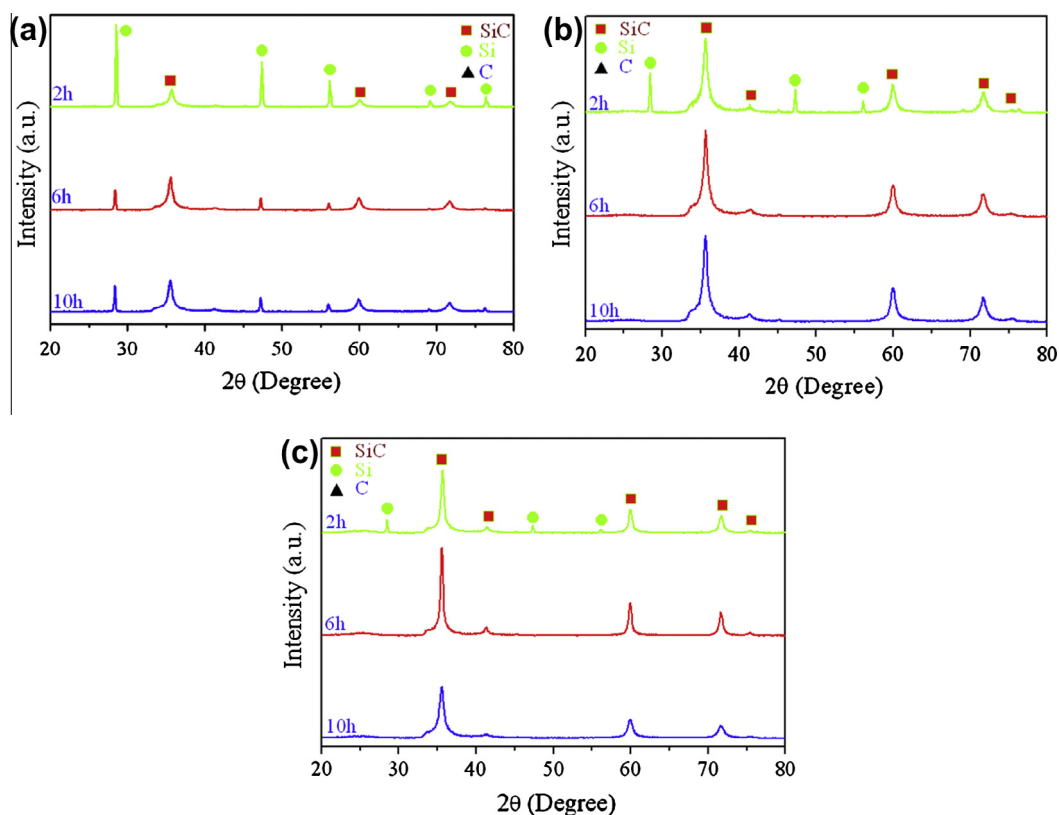 (a)
SiC
Si
C
2h
6h
10h
Intensity (a.u.)
20 30 40 50 60 70 80
2θ (Degree)
(b)
SiC
Si
C
2h
6h
10h
Intensity (a.u.)
20 30 40 50 60 70 80
2θ (Degree)
(c)
SiC
Si
C
2h
6h
10h
Intensity (a.u.)
20 30 40 50 60 70 80
2θ (Degree)